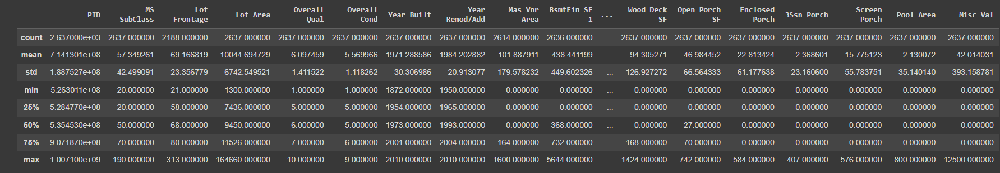 PID MS SubClass Lot Frontage Lot Area Overall Qual Overall Cond Year Built Year Remod/Add Mas Vnr Area BsmtFin SF 1 ... Wood Deck SF Open Porch SF Enclosed Porch 3Ssn Porch Screen Porch Pool Area Misc Val
count 2.637000e+03 2637.000000 2188.000000 2637.000000 2637.000000 2637.000000 2637.000000 2637.000000 2614.000000 2636.000000 ... 2637.000000 2637.000000 2637.000000 2637.000000 2637.000000 2637.000000 2637.000000
mean 7.141301e+08 57.349261 69.166819 10044.694729 6.097459 5.569966 1971.288586 1984.202882 101.887911 438.441199 ... 94.305271 46.984452 22.813424 2.368601 15.775123 2.130072 42.014031
std 1.887527e+08 42.499091 23.356779 6742.549521 1.411522 1.118262 30.306986 20.913077 179.578232 449.602326 ... 126.927272 66.564333 61.177638 23.160600 55.783751 35.140140 393.158781
min 5.263011e+08 20.000000 21.000000 1300.000000 1.000000 1.000000 1872.000000 1950.000000 0.000000 0.000000 ... 0.000000 0.000000 0.000000 0.000000 0.000000 0.000000 0.000000
25% 5.284770e+08 20.000000 58.000000 7436.000000 5.000000 5.000000 1954.000000 1965.000000 0.000000 0.000000 ... 0.000000 0.000000 0.000000 0.000000 0.000000 0.000000 0.000000
50% 5.354530e+08 50.000000 68.000000 9450.000000 6.000000 5.000000 1973.000000 1993.000000 0.000000 368.000000 ... 0.000000 27.000000 0.000000 0.000000 0.000000 0.000000 0.000000
75% 9.071870e+08 70.000000 80.000000 11526.000000 7.000000 6.000000 2001.000000 2004.000000 164.000000 732.000000 ... 168.000000 70.000000 0.000000 0.000000 0.000000 0.000000 0.000000
max 1.007100e+09 190.000000 313.000000 164660.000000 10.000000 9.000000 2010.000000 2010.000000 1600.000000 5644.000000 ... 1424.000000 742.000000 584.000000 407.000000 576.000000 800.000000 12500.000000